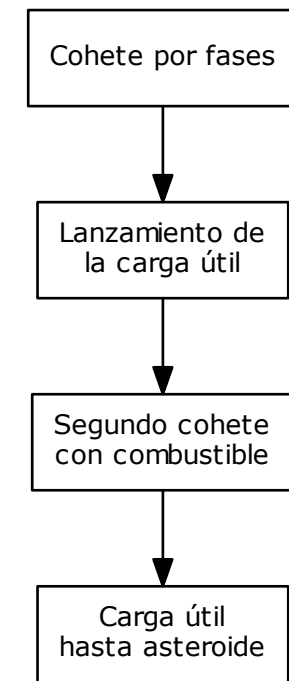 Cohete por fases
Lanzamiento de
la carga útil
Segundo cohete
con combustible
Carga útil
hasta asteroide